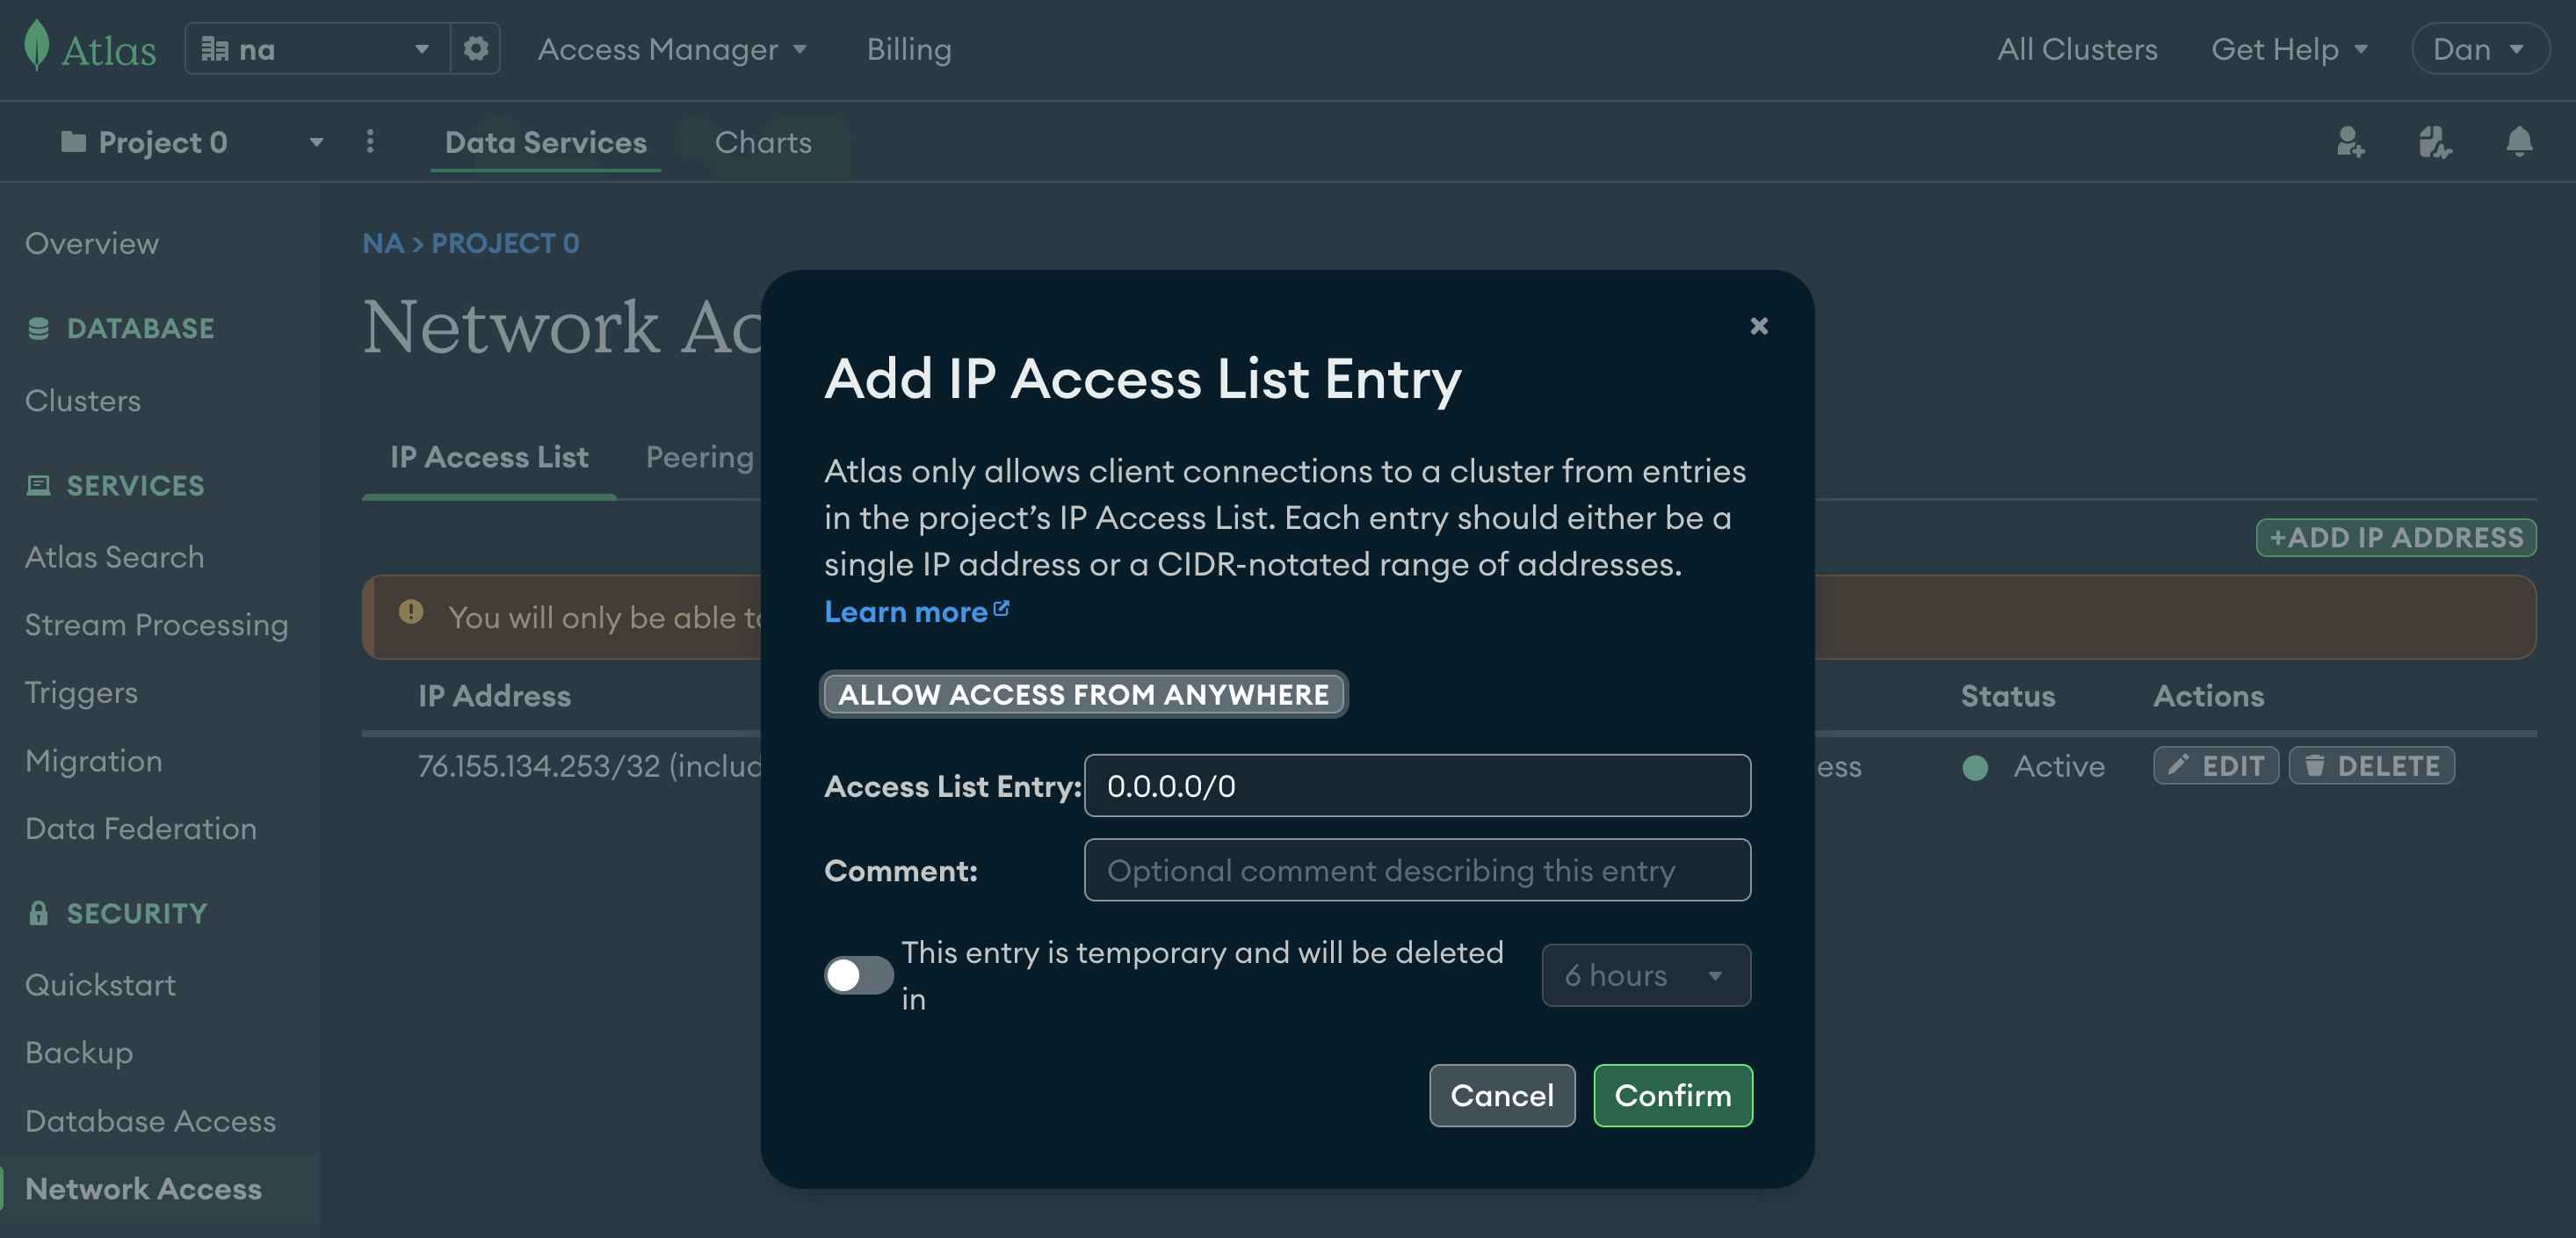 Atlas
na
Access Manager
Billing
All Clusters
Get Help
Dan
Project 0
Data Services
Charts
Overview
DATABASE
Clusters
SERVICES
Atlas Search
Stream Processing
Triggers
Migration
Data Federation
SECURITY
Quickstart
Backup
Database Access
Network Access
NA > PROJECT 0
Network
IP Access List
Peering
+ADD IP ADDRESS
You will only be able
IP Address
Status
Actions
76.155.134.253/32
Active
EDIT
DELETE
Add IP Access List Entry
Atlas only allows client connections to a cluster from entries
in the project’s IP Access List. Each entry should either be a
single IP address or a CIDR-notated range of addresses.
Learn more
ALLOW ACCESS FROM ANYWHERE
Access List Entry:
0.0.0.0/0
Comment:
Optional comment describing this entry
This entry is temporary and will be deleted
in
6 hours
Cancel
Confirm